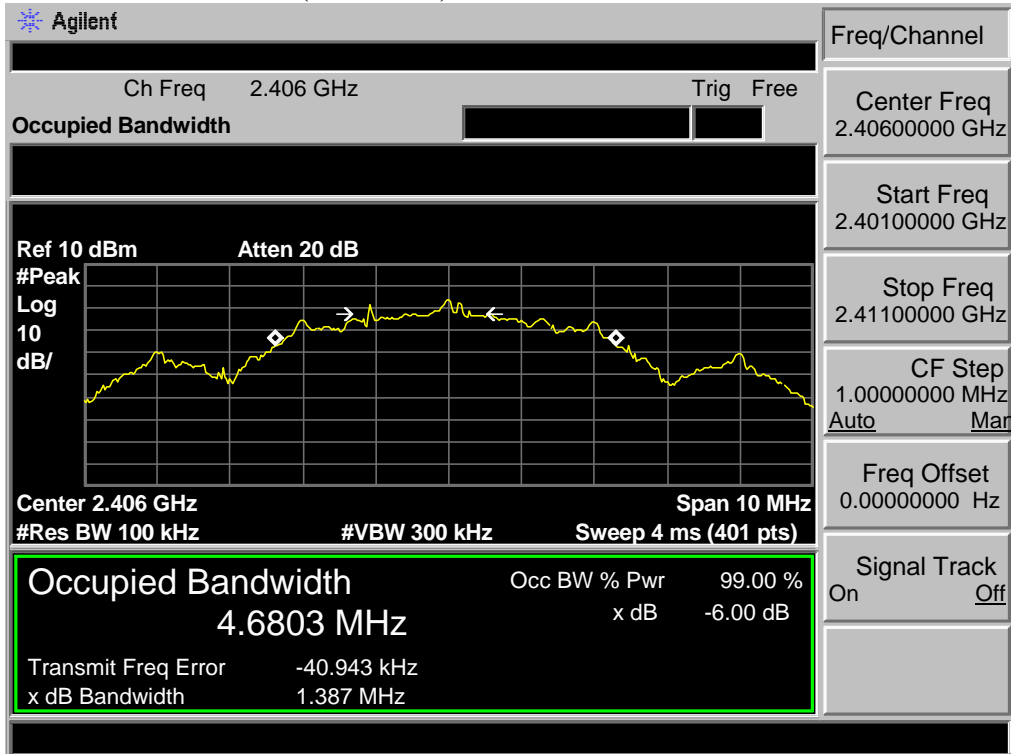 Agilent
Freq/Channel
Ch Freq 2.406 GHz Trig Free
Occupied Bandwidth
Center Freq
2.40600000 GHz
Start Freq
2.40100000 GHz
Ref 10 dBm Atten 20 dB
#Peak
Log
10
dB/
Stop Freq
2.41100000 GHz
CF Step
1.00000000 MHz
Auto Man
Center 2.406 GHz Span 10 MHz
#Res BW 100 kHz #VBW 300 kHz Sweep 4 ms (401 pts)
Freq Offset
0.00000000 Hz
Occupied Bandwidth Occ BW % Pwr 99.00 %
4.6803 MHz x dB -6.00 dB
Transmit Freq Error -40.943 kHz
x dB Bandwidth 1.387 MHz
Signal Track
On Off